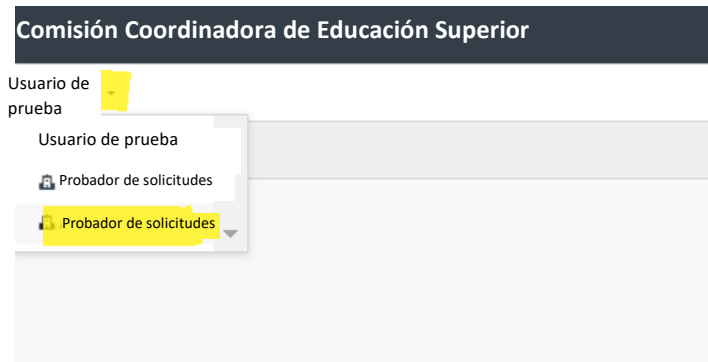 Comisión Coordinadora de Educación Superior
Usuario de
prueba
Usuario de prueba
Probador de solicitudes
Probador de solicitudes